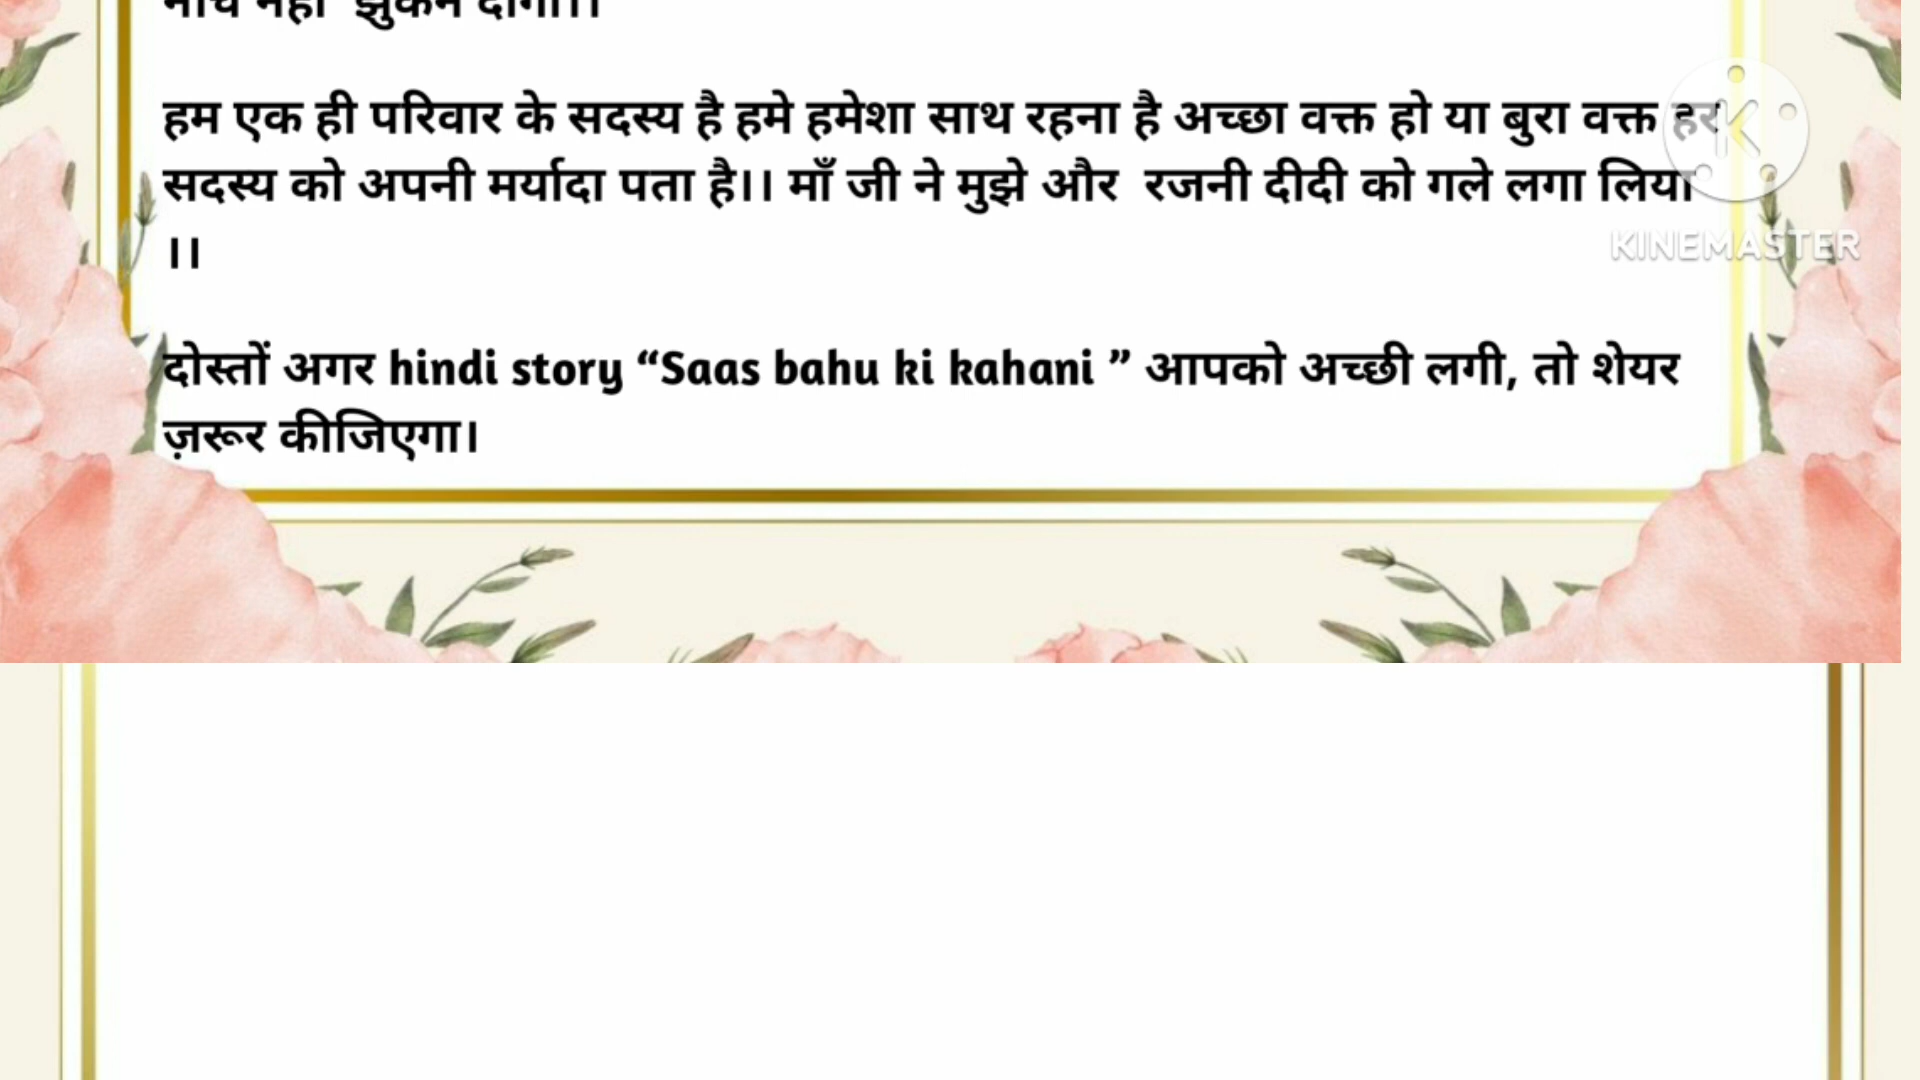 हम एक ही परिवार के सदस्य है हमे हमेशा साथ रहना है अच्छा वक्त हो या बुरा वक्त हर
सदस्य को अपनी मर्यादा पता है।। माँ जी ने मुझे और रजनी दीदी को गले लगा लिया
।।
दोस्तों अगर hindi story “Saas bahu ki kahani ” आपको अच्छी लगी, तो शेयर
ज़रूर कीजिएगा।
KINEMASTER